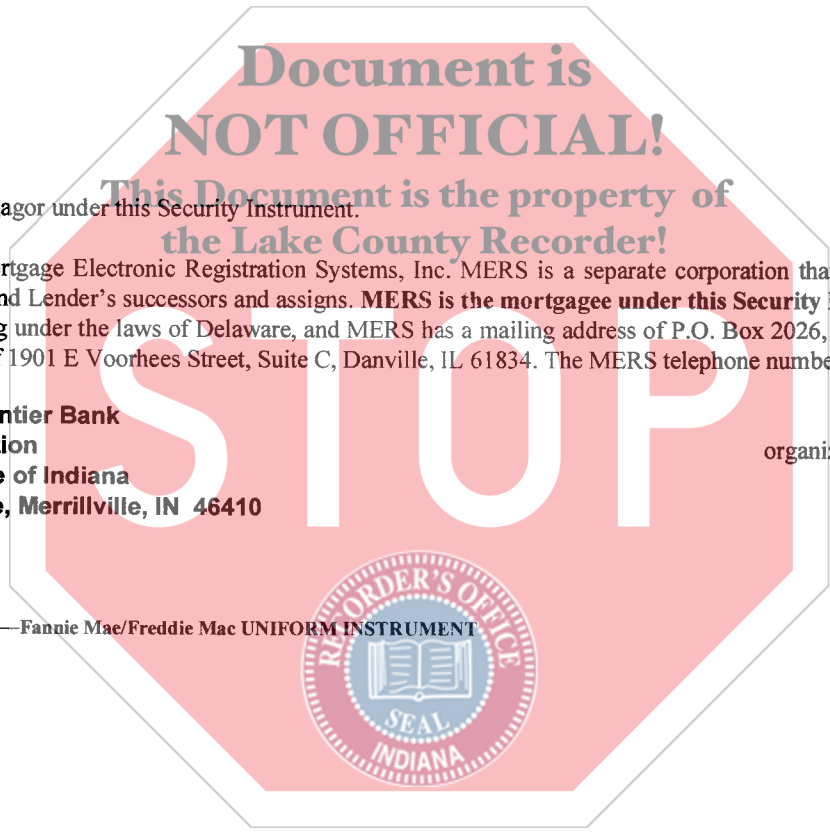 Document is
NOT OFFICIAL!
This Document is the property of
agor under this Security Instrument.
the Lake County Recorder!
rtgage Electronic Registration Systems, Inc. MERS is a separate corporation tha
nd Lender's successors and assigns. MERS is the mortgagee under this Security
g under the laws of Delaware, and MERS has a mailing address of P.O. Box 2026,
1901 E Voorhees Street, Suite C, Danville, IL 61834. The MERS telephone numbe
STOP
ntier Bank
ion
organiz
e of Indiana
e, Merrillville, IN 46410
—Fannie Mae/Freddie Mac UNIFORM INSTRUMENT
RECORDER'S OFFICE
SEAL
INDIANA